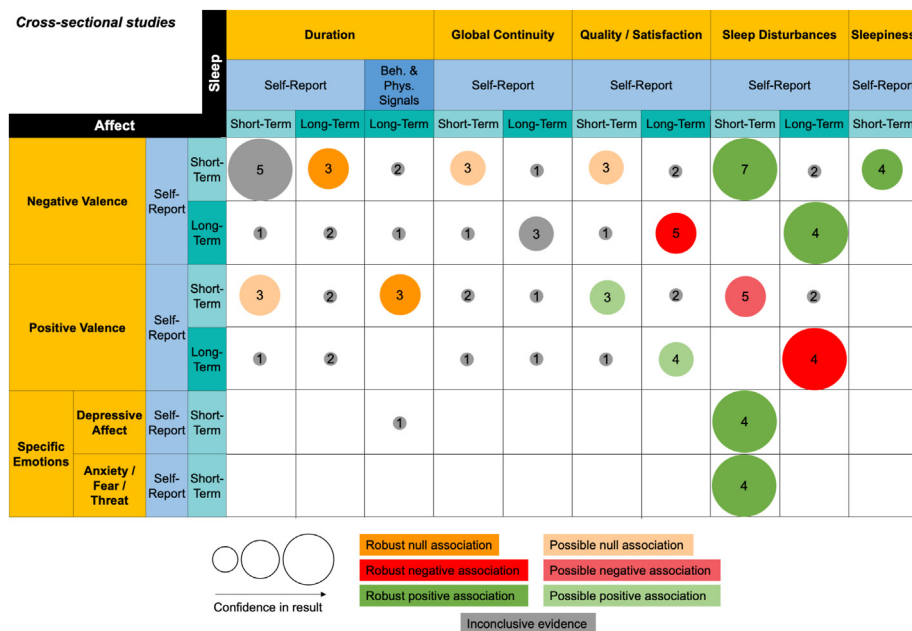 Cross-sectional studies
Sleep
Duration
Global Continuity
Quality / Satisfaction
Sleep Disturbances
Sleepiness
Self-Report
Beh. &
Phys.
Signals
Self-Report
Self-Report
Self-Report
Self-Report
Affect
Short-Term
Long-Term
Long-Term
Short-Term
Long-Term
Short-Term
Long-Term
Short-Term
Long-Term
Short-Term
Negative Valence
Self-
Report
Short-
Term
5
3
2
3
1
3
2
7
2
4
Long-
Term
1
2
1
1
3
1
5
4
Positive Valence
Self-
Report
Short-
Term
3
2
3
2
1
3
2
5
2
Long-
Term
1
2
1
1
1
4
4
Specific
Emotions
Depressive
Affect
Self-
Report
Short-
Term
1
4
Anxiety /
Fear /
Threat
Self-
Report
Short-
Term
4
Confidence in result
Robust null association
Possible null association
Robust negative association
Possible negative association
Robust positive association
Possible positive association
Inconclusive evidence